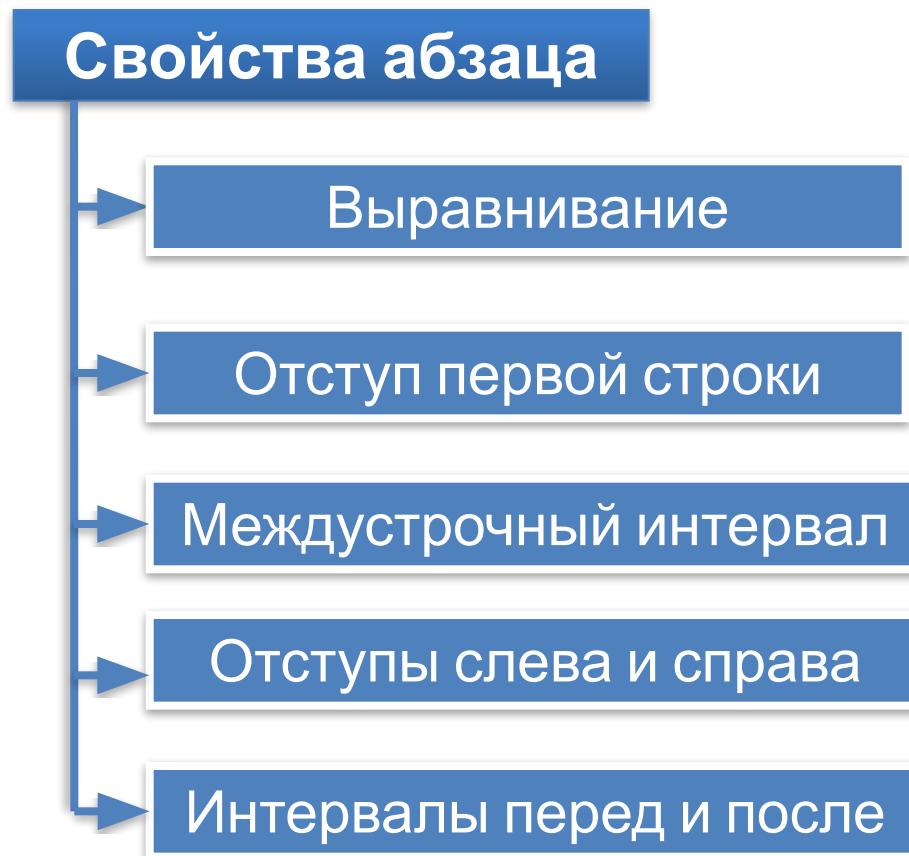 Свойства абзаца
Выравнивание
Отступ первой строки
Междустрочный интервал
Отступы слева и справа
Интервалы перед и после